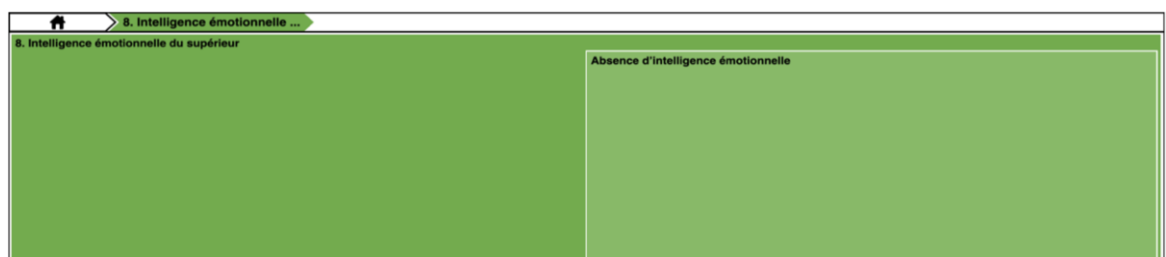 8. Intelligence émotionnelle ...
8. Intelligence émotionnelle du supérieur
Absence d'intelligence émotionnelle